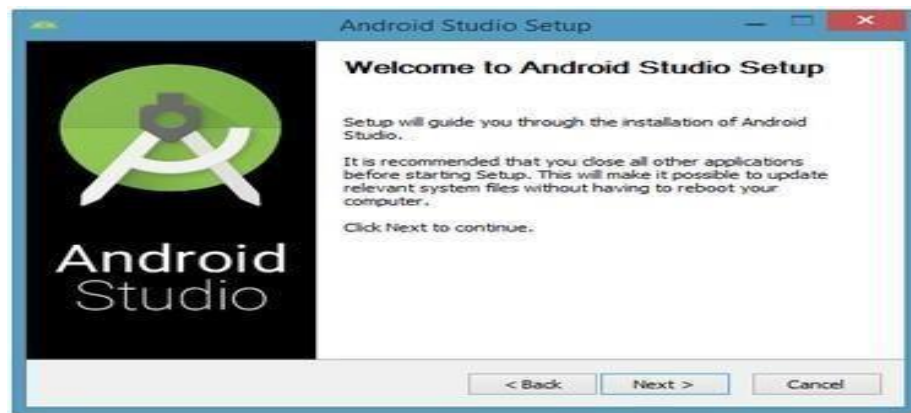 Android Studio Setup
Welcome to Android Studio Setup
Setup will guide you through the installation of Android
Studio.
It is recommended that you close all other applications
before starting Setup. This will make it possible to update
relevant system files without having to reboot your
computer.
Click Next to continue.
Android
Studio
< Back
Next >
Cancel